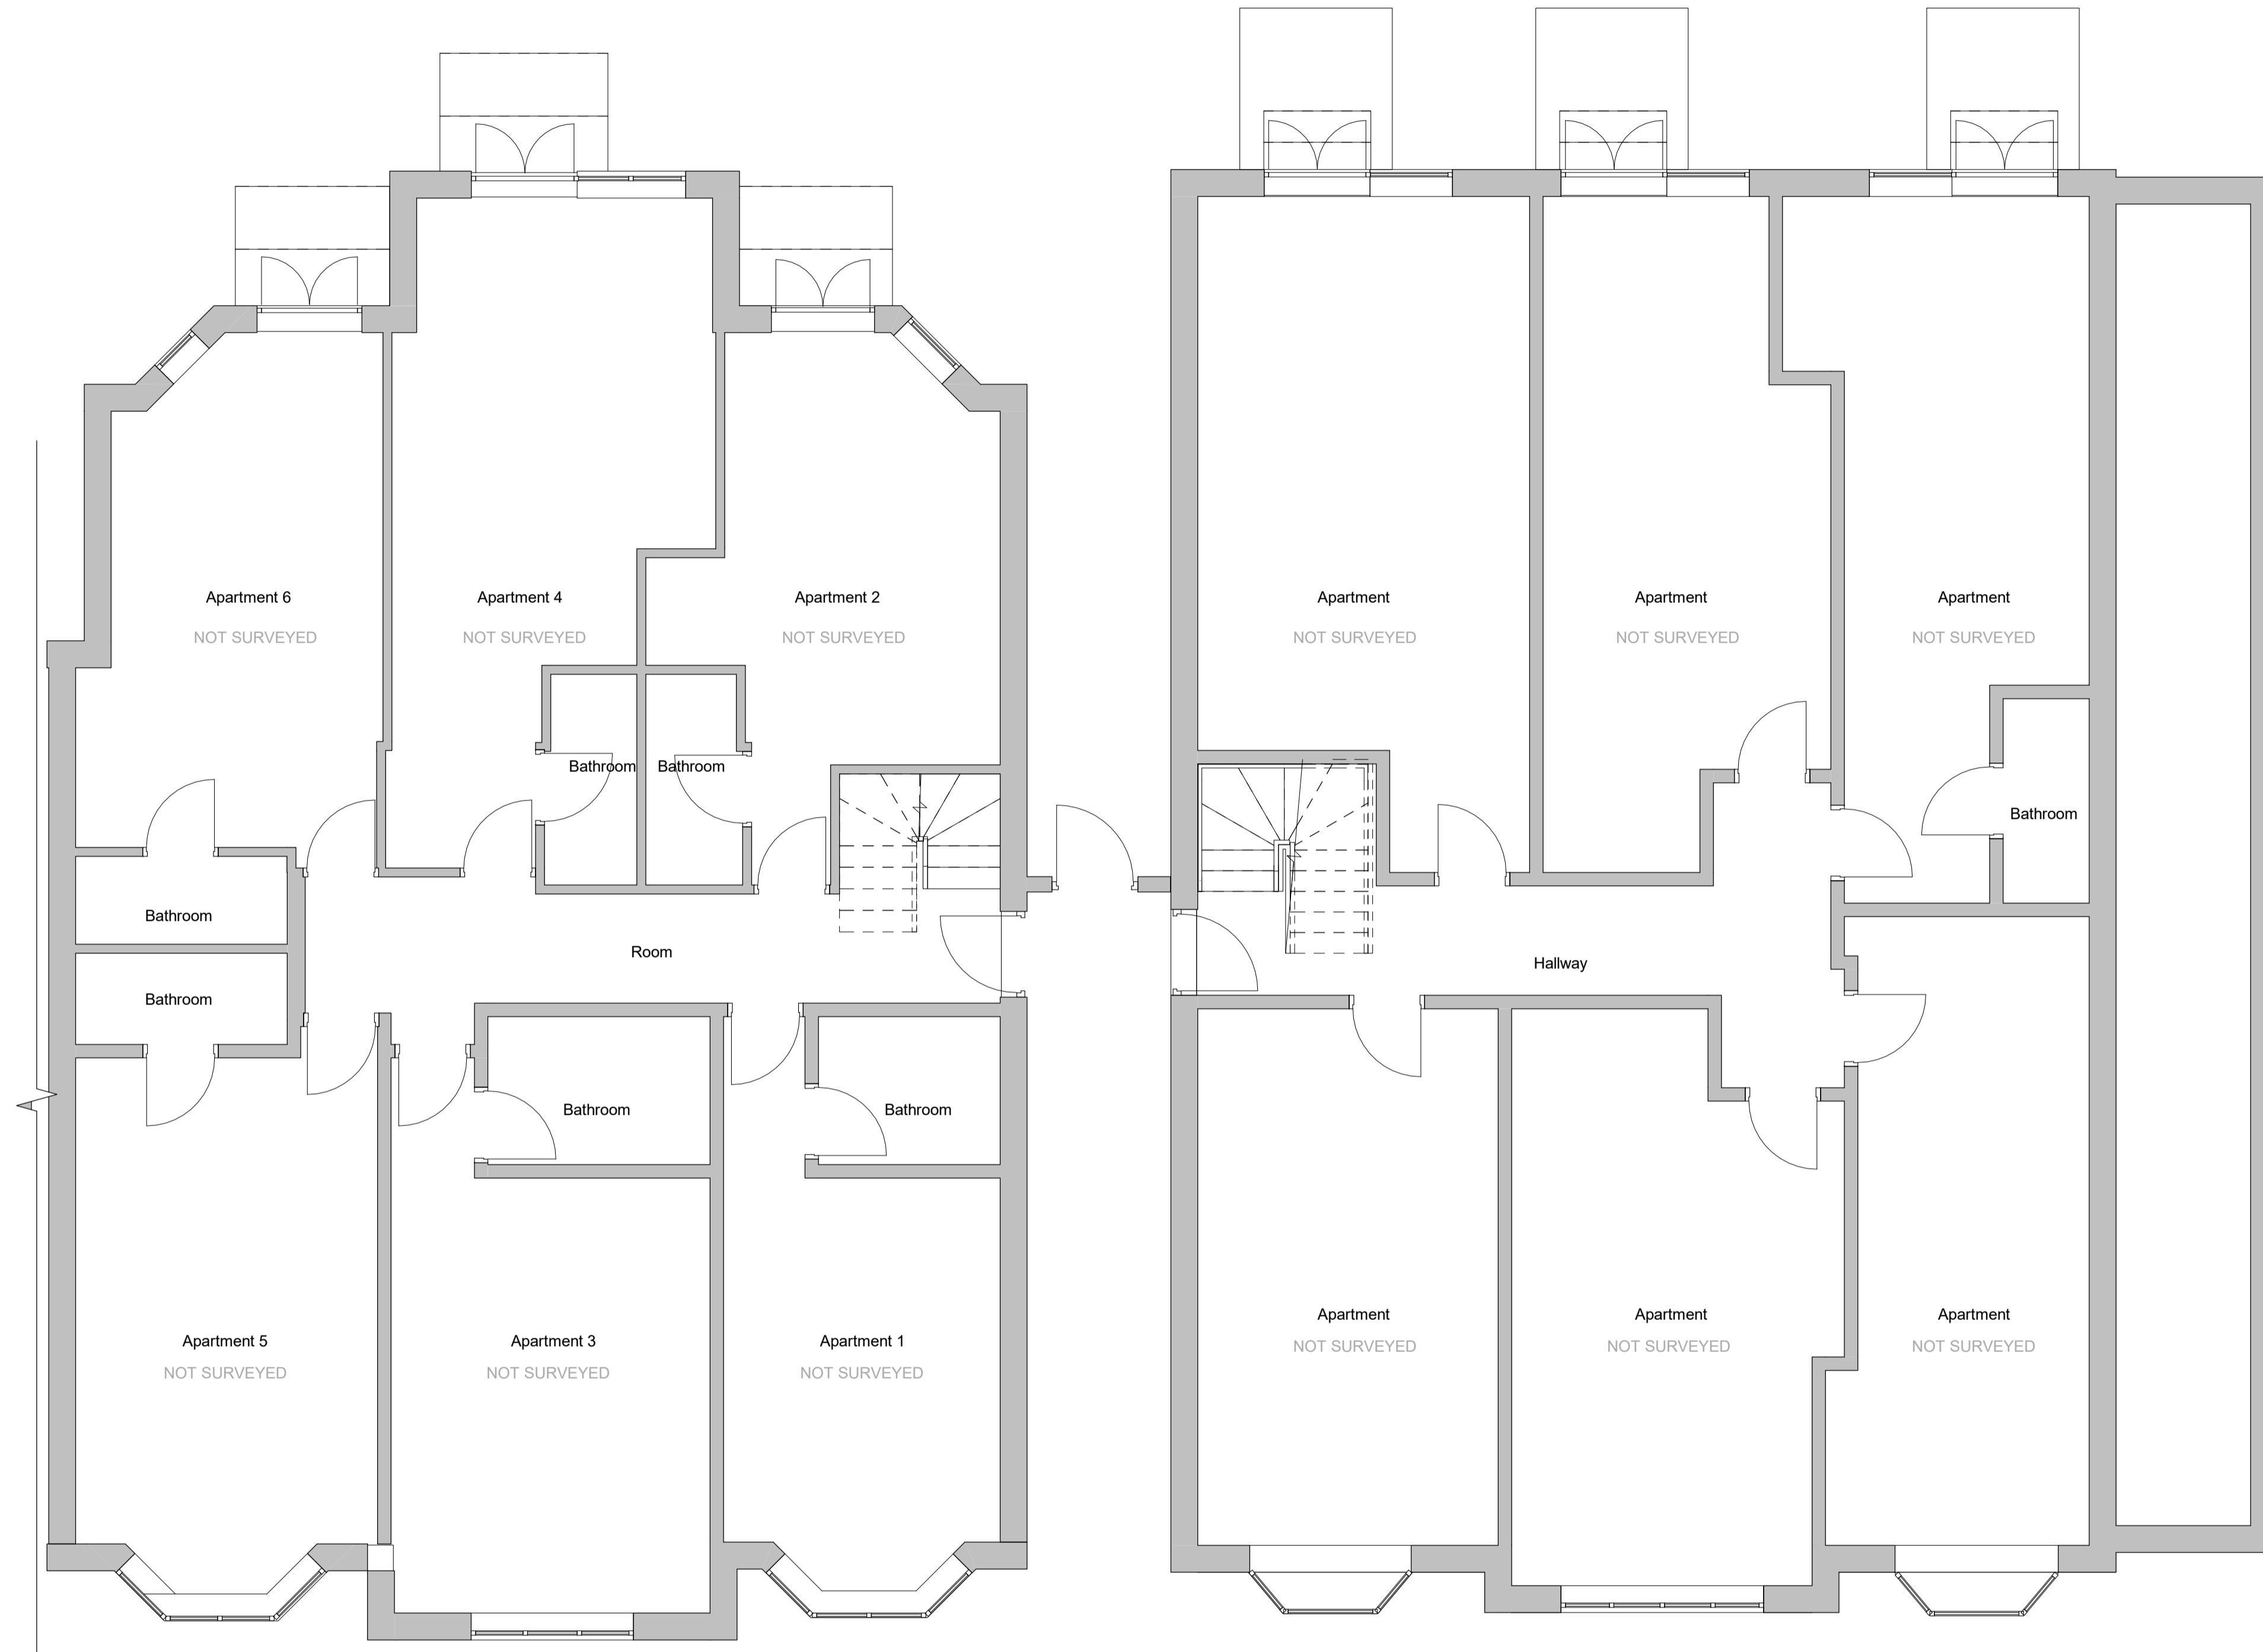 Apartment 6
NOT SURVEYED
Apartment 4
NOT SURVEYED
Apartment 2
NOT SURVEYED
Apartment
NOT SURVEYED
Apartment
NOT SURVEYED
Apartment
NOT SURVEYED
Bathroom
Bathroom
Bathroom
Bathroom
Room
Hallway
Bathroom
Bathroom
Bathroom
Apartment 5
NOT SURVEYED
Apartment 3
NOT SURVEYED
Apartment 1
NOT SURVEYED
Apartment
NOT SURVEYED
Apartment
NOT SURVEYED
Apartment
NOT SURVEYED